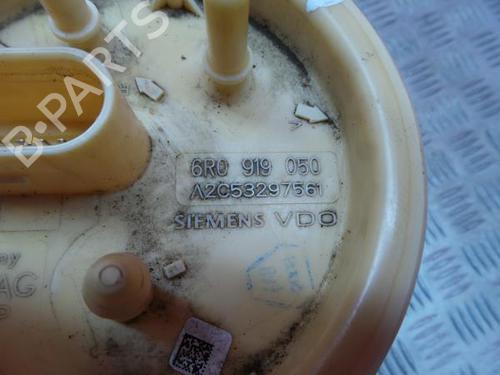 B-PARTS
6R0 919 050
A2C53297561
SIEMENS VDO
AG